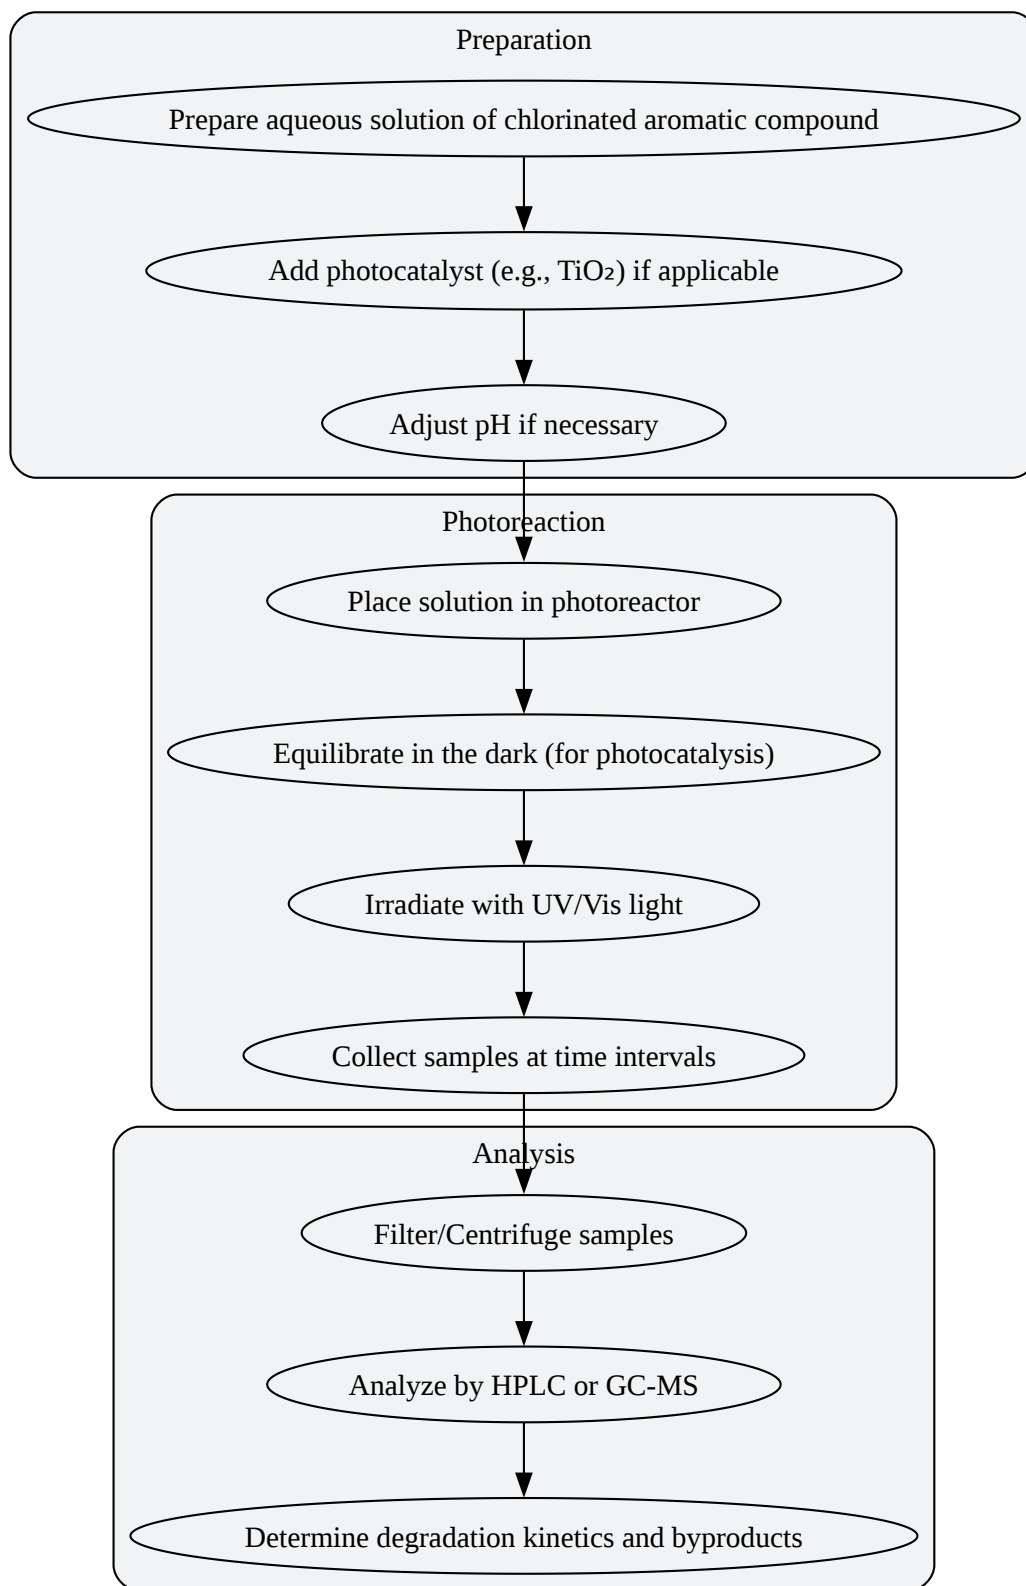 Preparation
Prepare aqueous solution of chlorinated aromatic compound
Add photocatalyst (e.g., TiO₂) if applicable
Adjust pH if necessary
Photoreaction
Place solution in photoreactor
Equilibrate in the dark (for photocatalysis)
Irradiate with UV/Vis light
Collect samples at time intervals
Analysis
Filter/Centrifuge samples
Analyze by HPLC or GC-MS
Determine degradation kinetics and byproducts